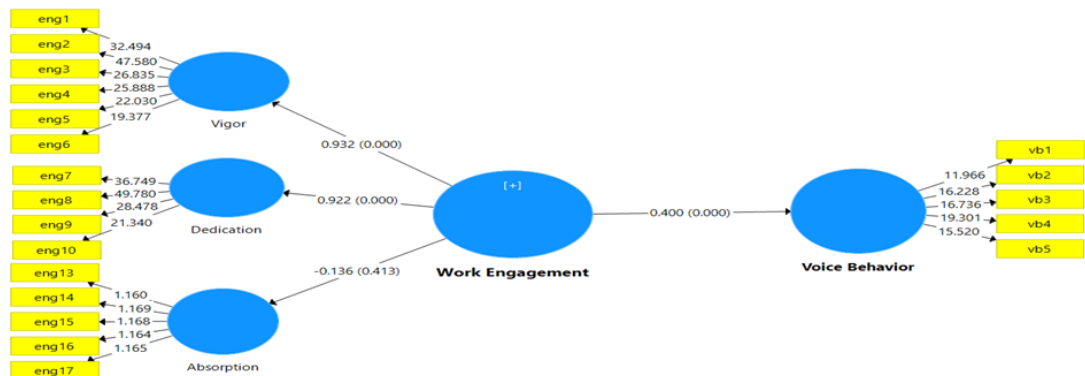 eng1
eng2
eng3
eng4
eng5
eng6
32.494
47.580
26.835
25.888
22.030
19.377
Vigor
0.932 (0.000)
eng7
eng8
eng9
eng10
36.749
49.780
28.478
21.340
Dedication
0.922 (0.000)
eng13
eng14
eng15
eng16
eng17
1.160
1.169
1.168
1.164
1.165
Absorption
-0.136 (0.413)
[+]
Work Engagement
0.400 (0.000)
Voice Behavior
11.966
16.228
16.736
19.301
15.520
vb1
vb2
vb3
vb4
vb5